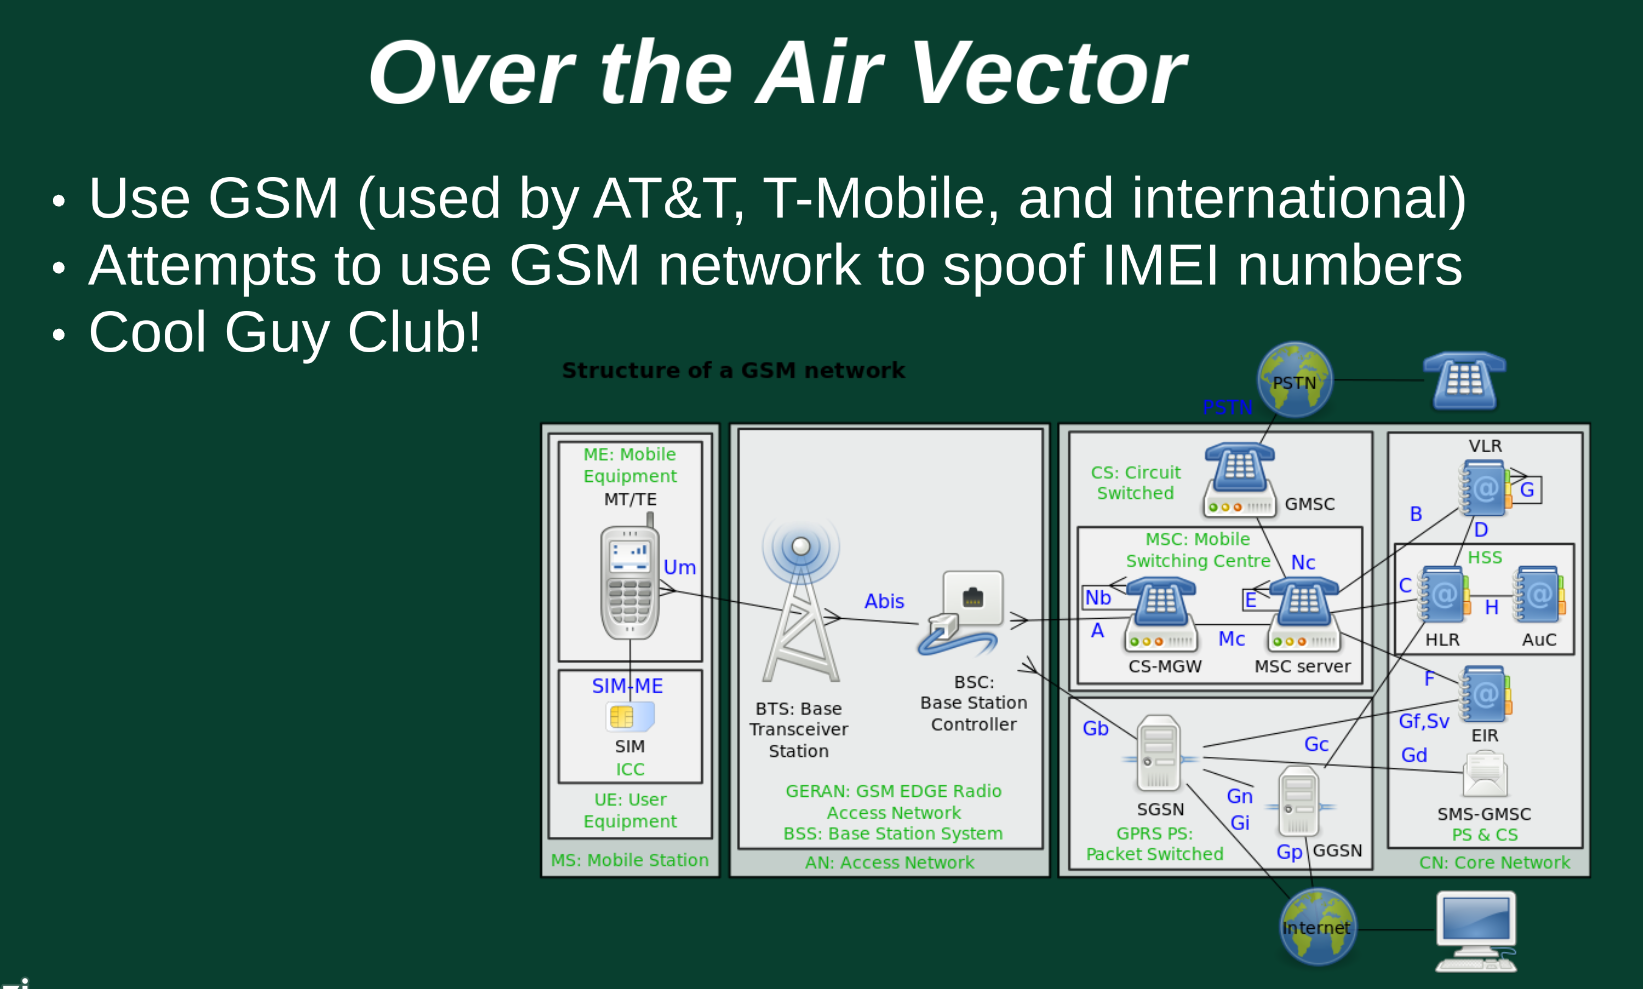 Over the Air Vector
• Use GSM (used by AT&T, T-Mobile, and international)
• Attempts to use GSM network to spoof IMEI numbers
• Cool Guy Club!
Structure of a GSM network
PSTN
PSTN
ME: Mobile
Equipment
MT/TE
Um
SIM-ME
SIM
ICC
UE: User
Equipment
MS: Mobile Station
Abis
BTS: Base
Transceiver
Station
BSC:
Base Station
Controller
GERAN: GSM EDGE Radio
Access Network
BSS: Base Station System
AN: Access Network
CS: Circuit
Switched
GMSC
MSC: Mobile
Switching Centre
Nc
Nb
E
A
Mc
CS-MGW
MSC server
Gb
SGSN
GPRS PS:
Packet Switched
Gc
Gn
Gi
Gp
GGSN
VLR
G
B
D
HSS
C
H
HLR
AuC
F
Gf,Sv
EIR
Gd
SMS-GMSC
PS & CS
CN: Core Network
Internet